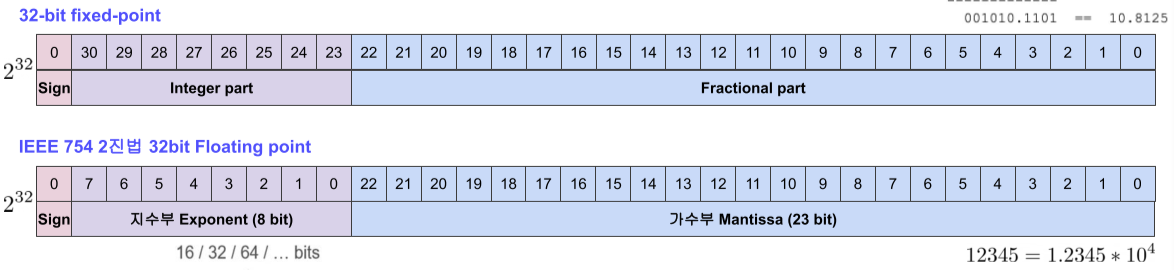 32-bit fixed-point
001010.1101 == 10.8125
2^32
0 30 29 28 27 26 25 24 23 22 21 20 19 18 17 16 15 14 13 12 11 10 9 8 7 6 5 4 3 2 1 0
Sign Integer part Fractional part
IEEE 754 2진법 32bit Floating point
2^32
0 7 6 5 4 3 2 1 0 22 21 20 19 18 17 16 15 14 13 12 11 10 9 8 7 6 5 4 3 2 1 0
Sign 지수부 Exponent (8 bit) 가수부 Mantissa (23 bit)
16 / 32 / 64 / … bits
12345 = 1.2345 * 10^4